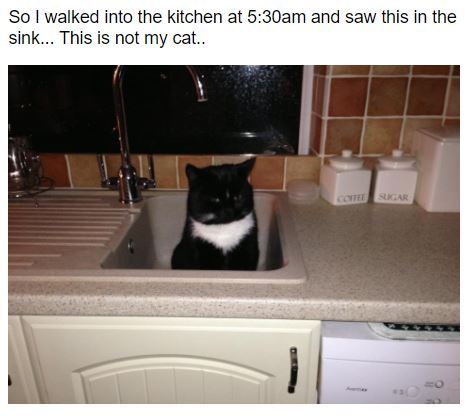 So I walked into the kitchen at 5:30am and saw this in the
sink... This is not my cat..
COFFEE
SUGAR